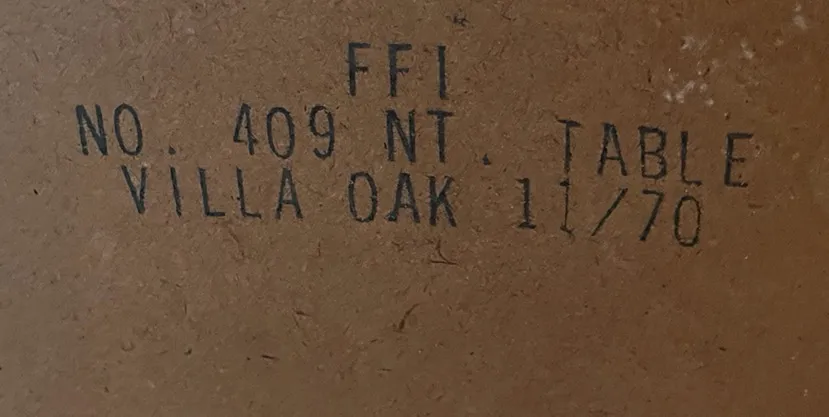 FFI
NO. 409 NT. TABLE
VILLA OAK 11/70